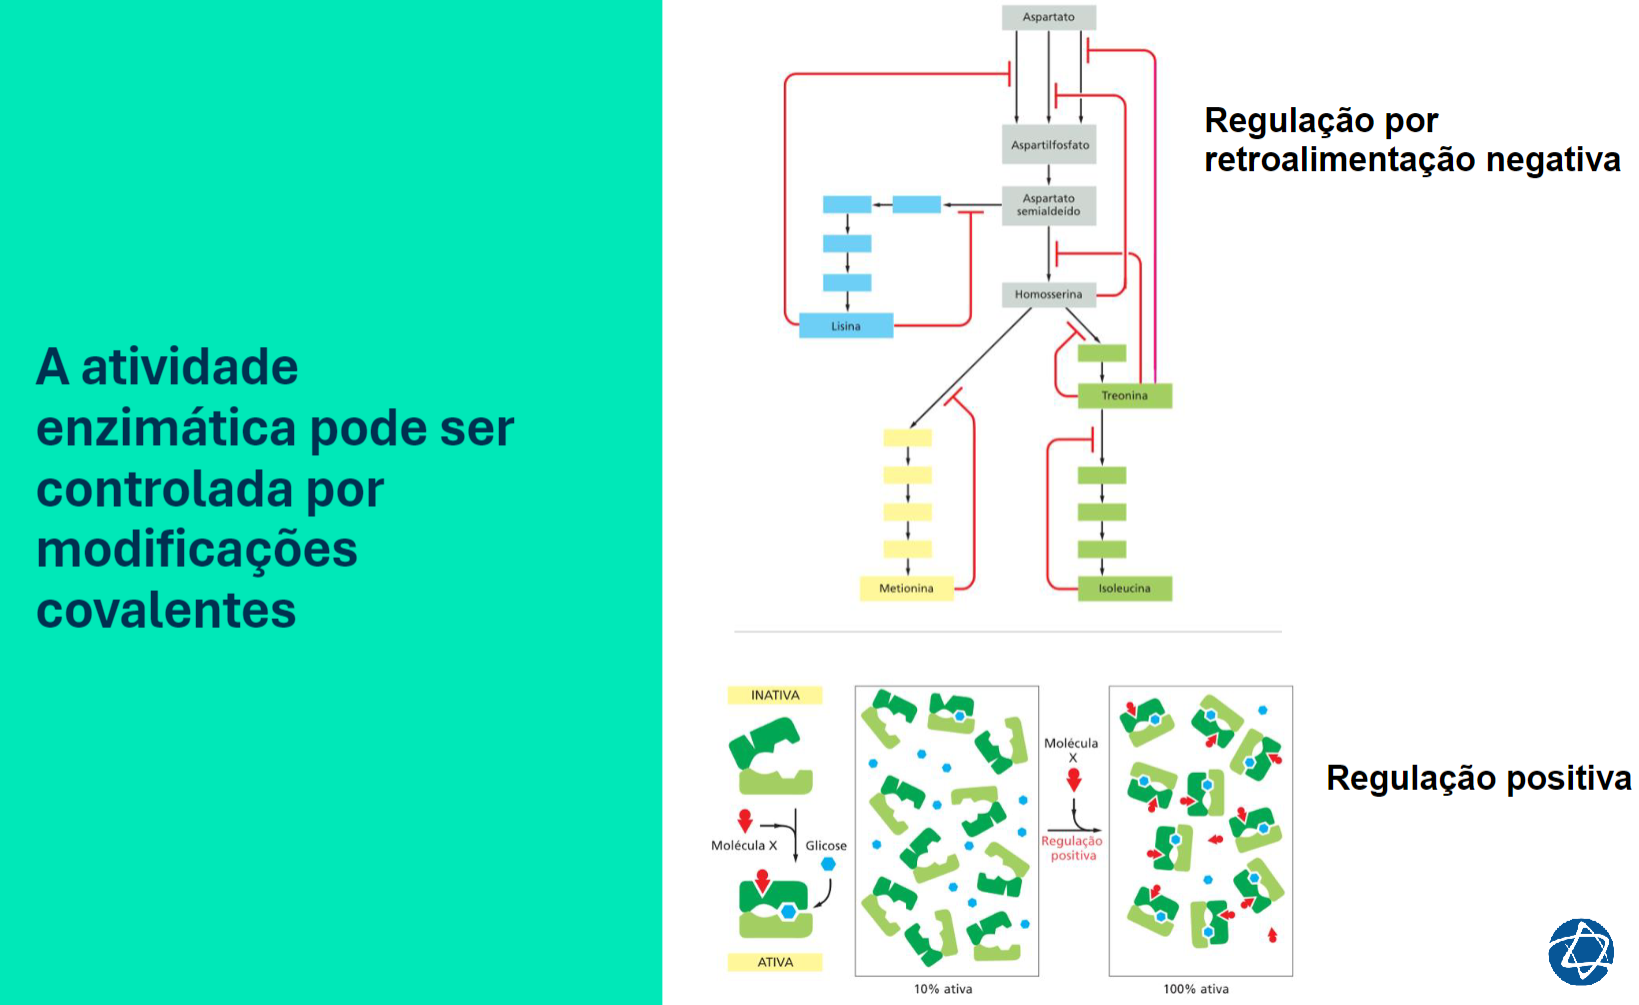 A atividade
enzimática pode ser
controlada por
modificações
covalentes
Aspartato
Regulação por
retroalimentação negativa
Aspartilfosfato
Aspartato
semialdeído
Homosserina
Lisina
Treonina
Metionina
Isoleucina
INATIVA
Molécula X
Glicose
ATIVA
10% ativa
Molécula
X
Regulação
positiva
100% ativa
Regulação positiva